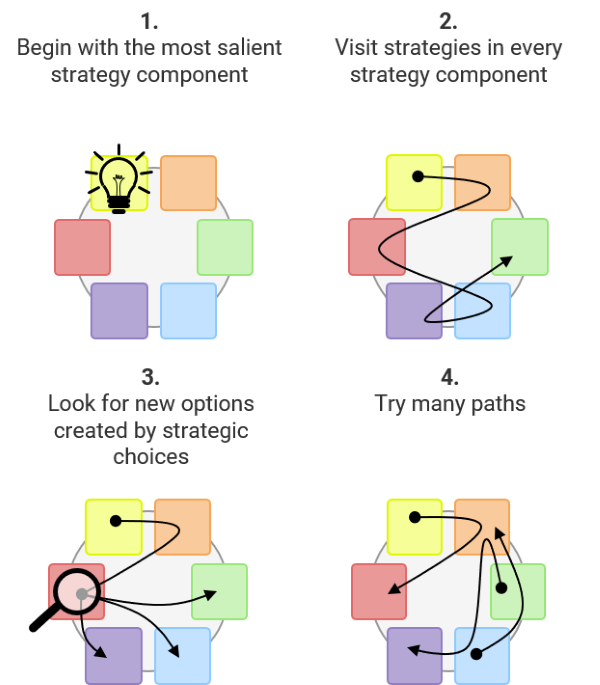 1.
Begin with the most salient
strategy component
2.
Visit strategies in every
strategy component
3.
Look for new options
created by strategic
choices
4.
Try many paths